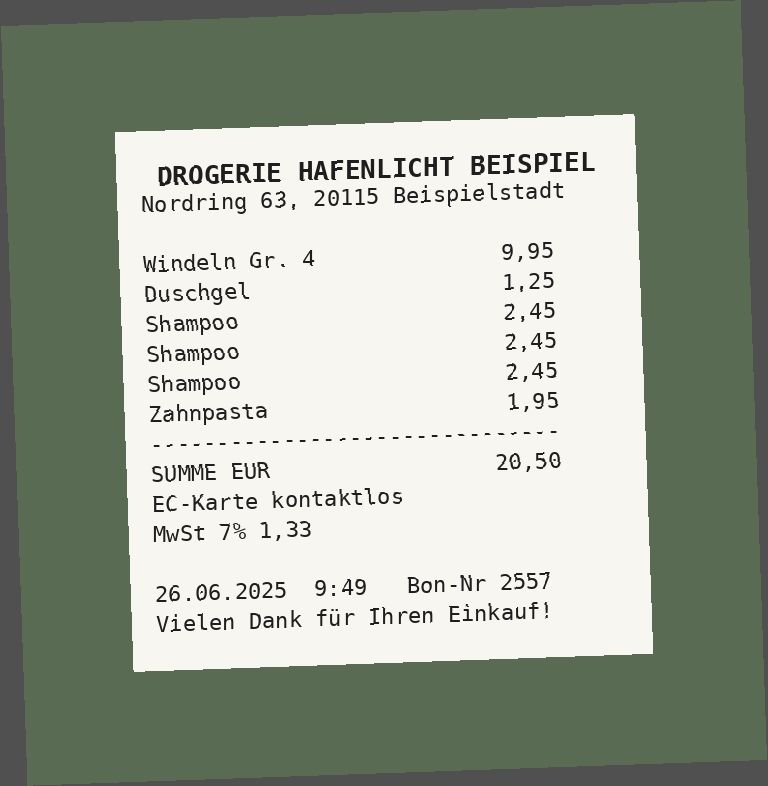 DROGERIE HAFENLICHT BEISPIEL
Nordring 63, 20115 Beispielstadt
Windeln Gr. 4 9,95
Duschgel 1,25
Shampoo 2,45
Shampoo 2,45
Shampoo 2,45
Zahnpasta 1,95
-------------------------------
SUMME EUR 20,50
EC-Karte kontaktlos
MwSt 7% 1,33
26.06.2025 9:49 Bon-Nr 2557
Vielen Dank für Ihren Einkauf!